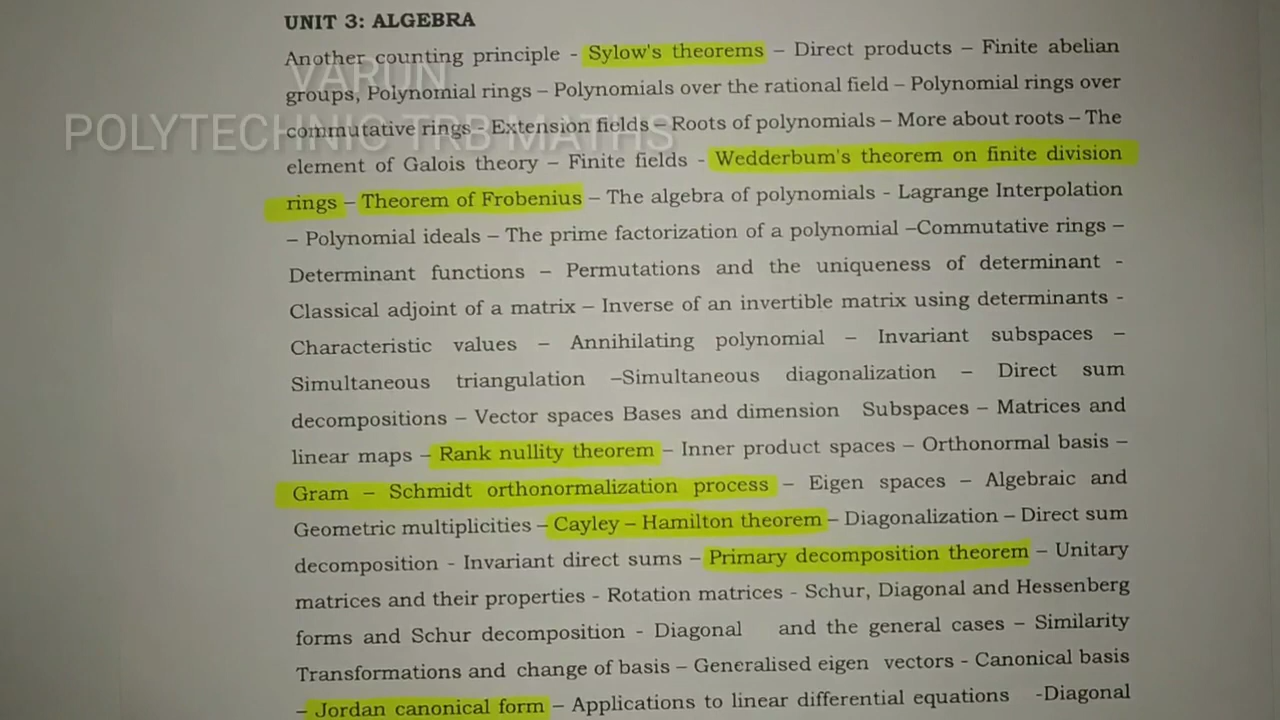 UNIT 3: ALGEBRA
Another counting principle - Sylow's theorems – Direct products – Finite abelian
VARUN
groups, Polynomial rings – Polynomials over the rational field – Polynomial rings over
POLYTECHNIC TRB MATHS
commutative rings - Extension fields – Roots of polynomials – More about roots – The
element of Galois theory – Finite fields - Wedderbum's theorem on finite division
rings – Theorem of Frobenius – The algebra of polynomials - Lagrange Interpolation
– Polynomial ideals – The prime factorization of a polynomial –Commutative rings –
Determinant functions – Permutations and the uniqueness of determinant -
Classical adjoint of a matrix – Inverse of an invertible matrix using determinants -
Characteristic values – Annihilating polynomial – Invariant subspaces –
Simultaneous triangulation –Simultaneous diagonalization – Direct sum
decompositions – Vector spaces Bases and dimension Subspaces – Matrices and
linear maps – Rank nullity theorem – Inner product spaces – Orthonormal basis –
Gram – Schmidt orthonormalization process – Eigen spaces – Algebraic and
Geometric multiplicities – Cayley – Hamilton theorem – Diagonalization – Direct sum
decomposition - Invariant direct sums – Primary decomposition theorem – Unitary
matrices and their properties - Rotation matrices - Schur, Diagonal and Hessenberg
forms and Schur decomposition - Diagonal and the general cases – Similarity
Transformations and change of basis – Generalised eigen vectors - Canonical basis
– Jordan canonical form – Applications to linear differential equations -Diagonal